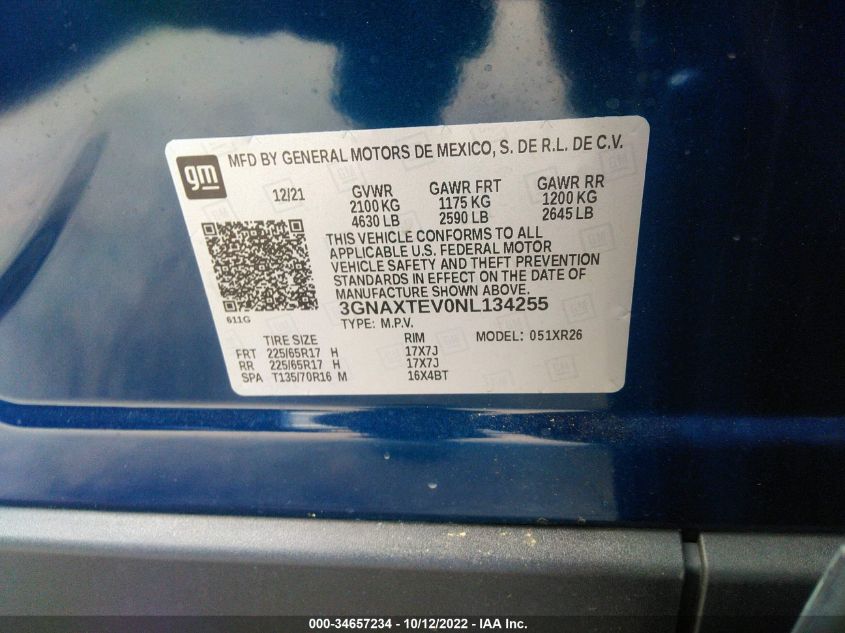 gm
MFD BY GENERAL MOTORS DE MEXICO, S. DE R.L. DE C.V.
12/21 GVWR GAWR FRT GAWR RR
2100 KG 1175 KG 1200 KG
4630 LB 2590 LB 2645 LB
THIS VEHICLE CONFORMS TO ALL
APPLICABLE U.S. FEDERAL MOTOR
VEHICLE SAFETY AND THEFT PREVENTION
STANDARDS IN EFFECT ON THE DATE OF
MANUFACTURE SHOWN ABOVE.
611G
3GNAXTEV0NL134255
TYPE: M.P.V.
TIRE SIZE RIM MODEL: 051XR26
FRT 225/65R17 H 17X7J
RR 225/65R17 H 17X7J
SPA T135/70R16 M 16X4BT
000-34657234 - 10/12/2022 - IAA Inc.